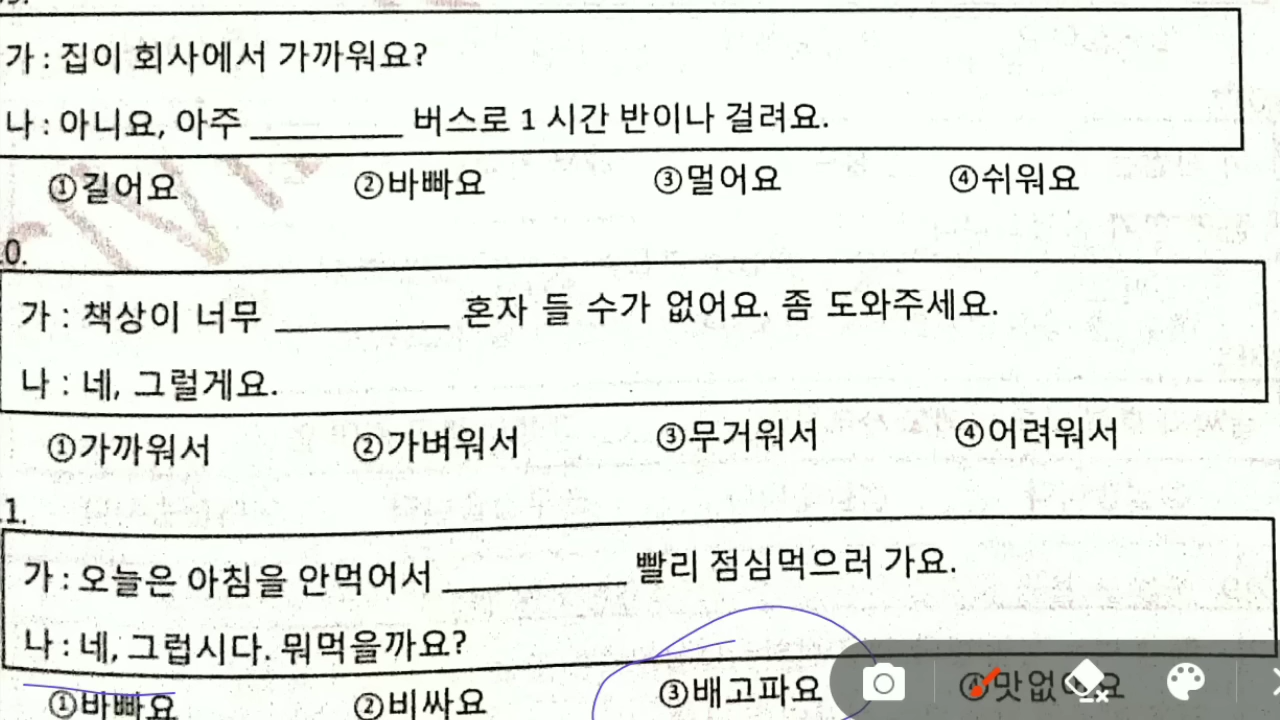 가 : 집이 회사에서 가까워요?
나 : 아니요, 아주 __________ 버스로 1 시간 반이나 걸려요.
①길어요 ②바빠요 ③멀어요 ④쉬워요
0.
가 : 책상이 너무 __________ 혼자 들 수가 없어요. 좀 도와주세요.
나 : 네, 그럴게요.
①가까워서 ②가벼워서 ③무거워서 ④어려워서
1.
가 : 오늘은 아침을 안먹어서 __________ 빨리 점심먹으러 가요.
나 : 네, 그럽시다. 뭐먹을까요?
①바빠요 ②비싸요 ③배고파요